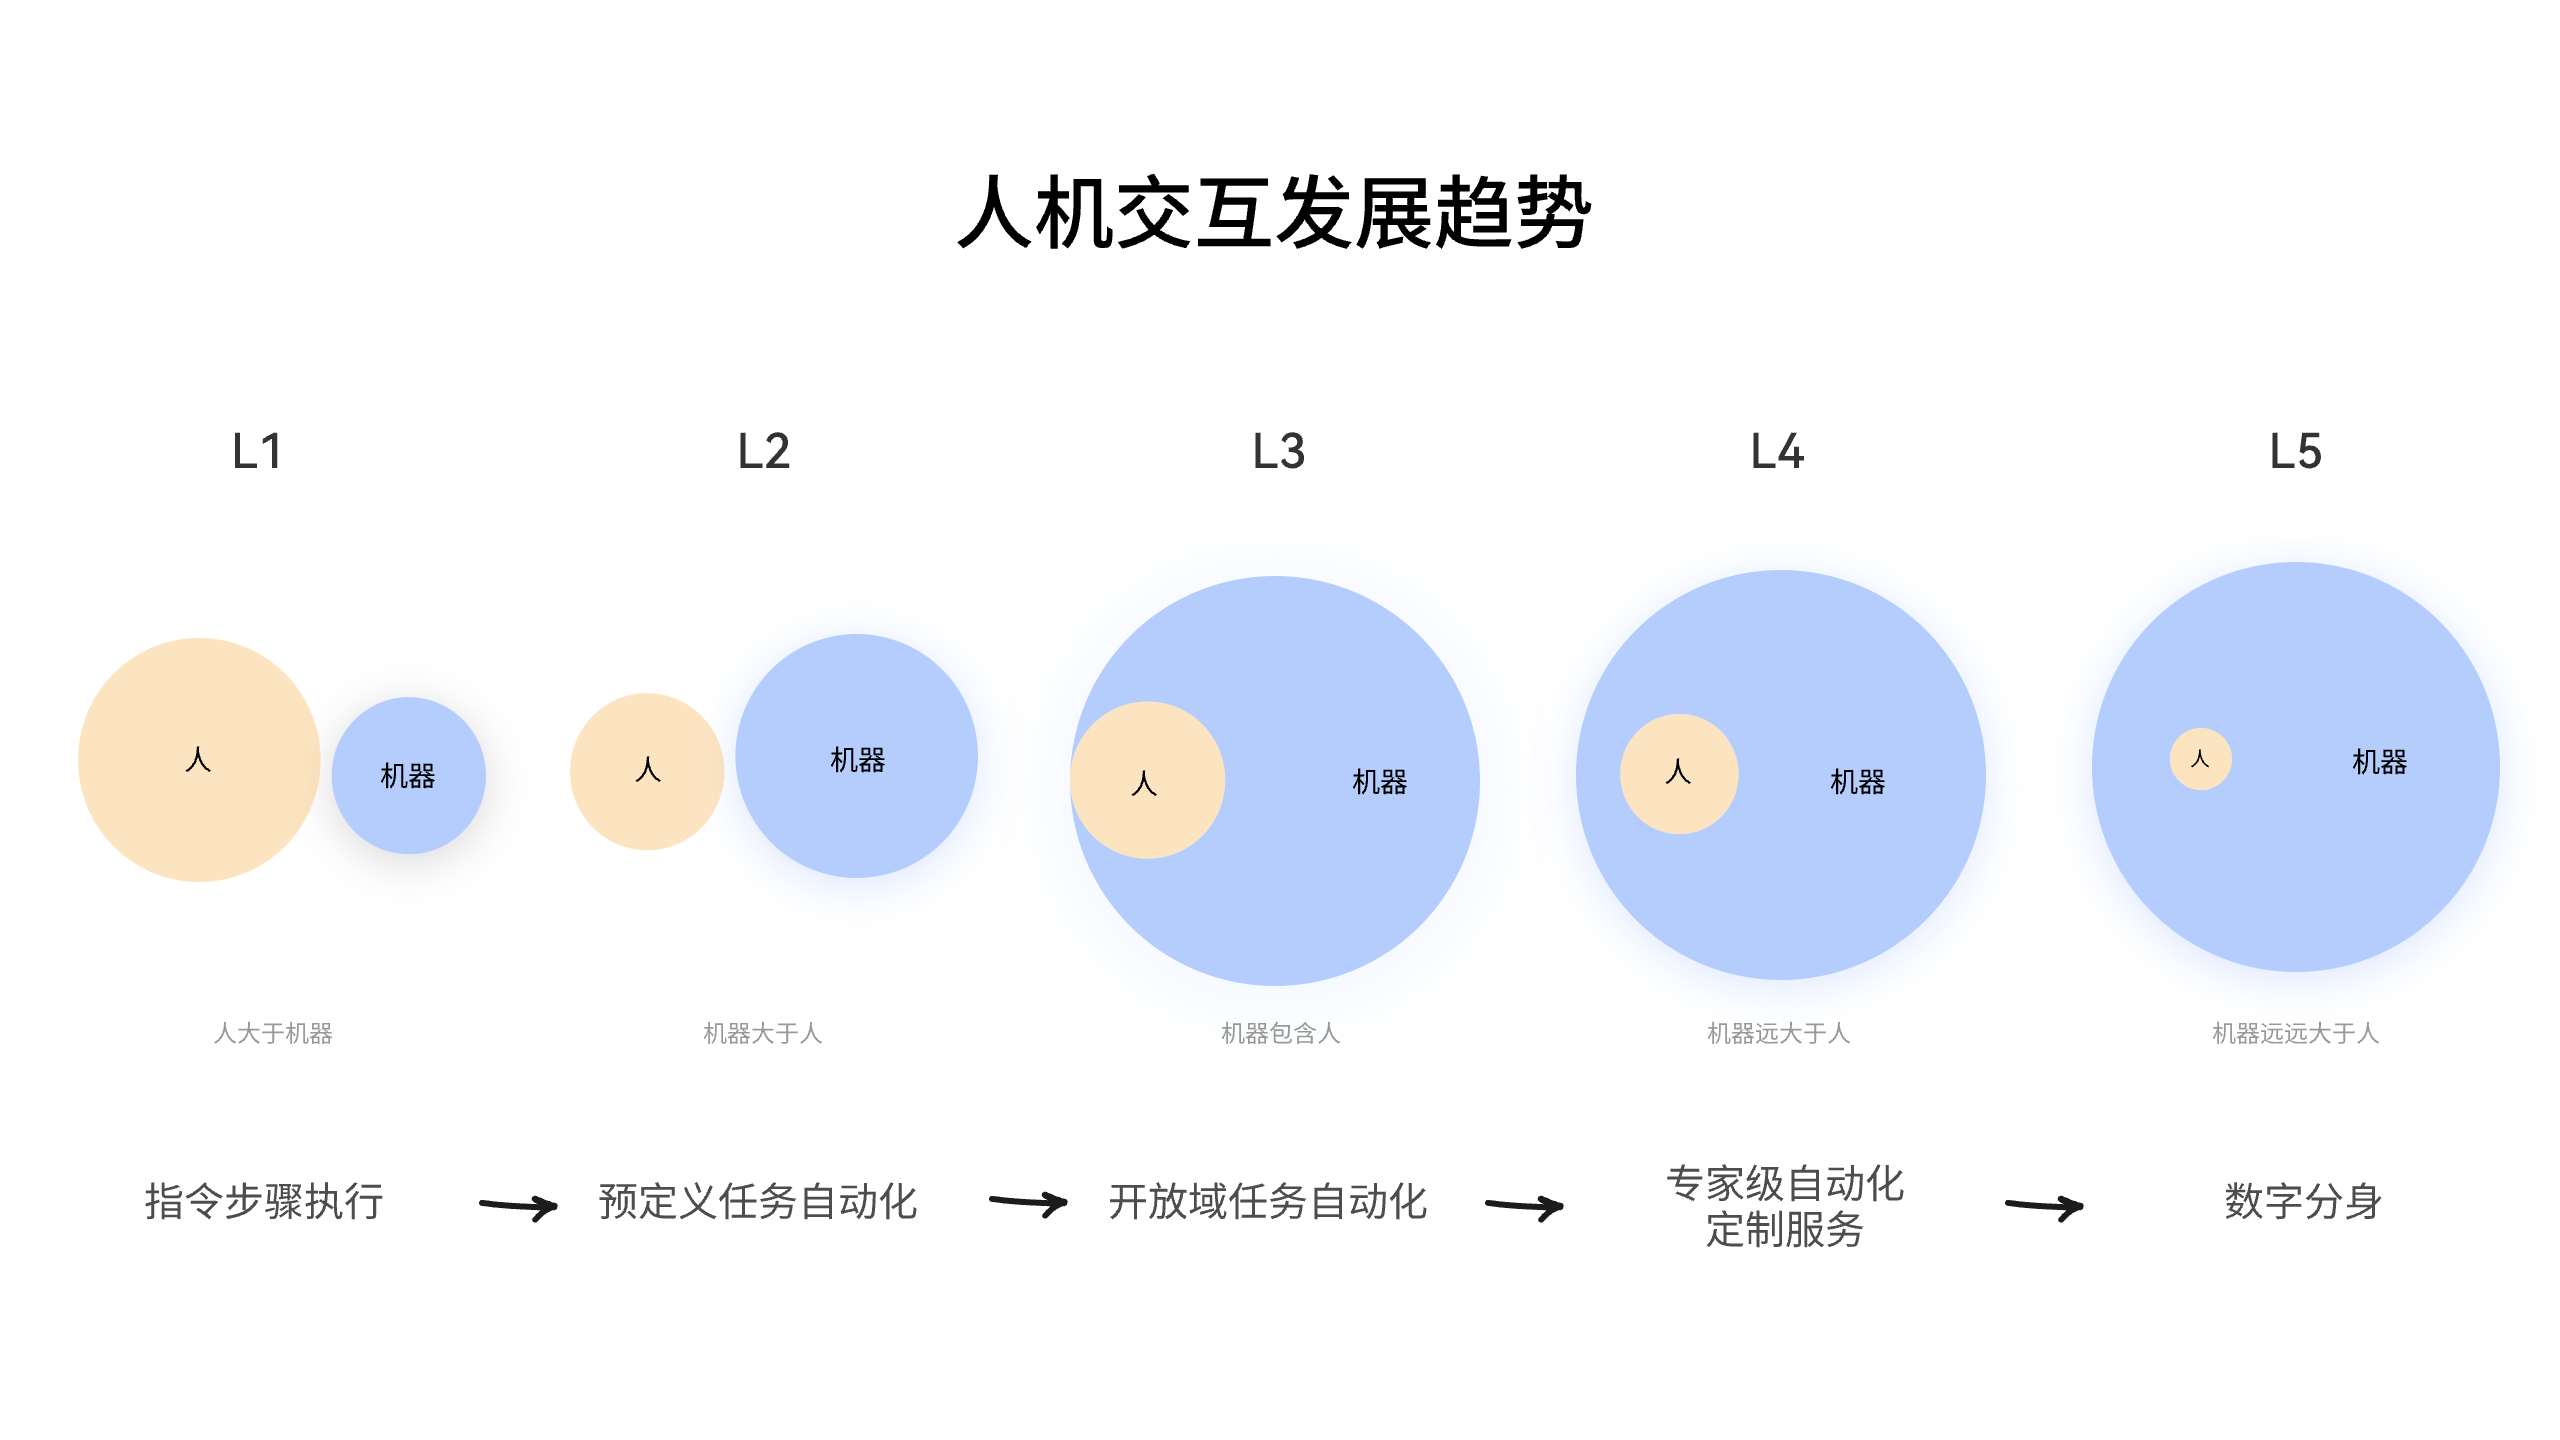 人机交互发展趋势
L1
L2
L3
L4
L5
人
机器
人
机器
人
机器
人
机器
人
机器
人大于机器
机器大于人
机器包含人
机器远大于人
机器远远大于人
指令步骤执行
预定义任务自动化
开放域任务自动化
专家级自动化
定制服务
数字分身